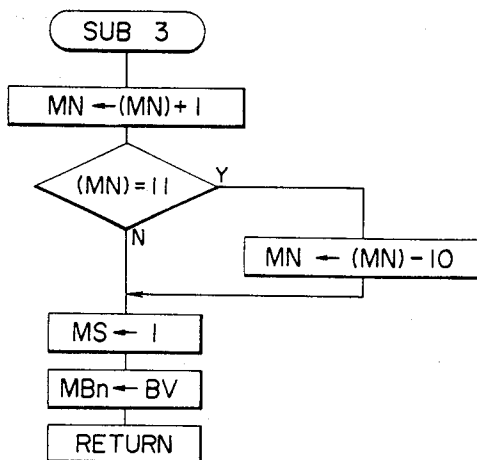 SUB 3
MN ← (MN) + 1
(MN) = 11
Y
N
MN ← (MN) - 10
MS ← 1
MBn ← BV
RETURN